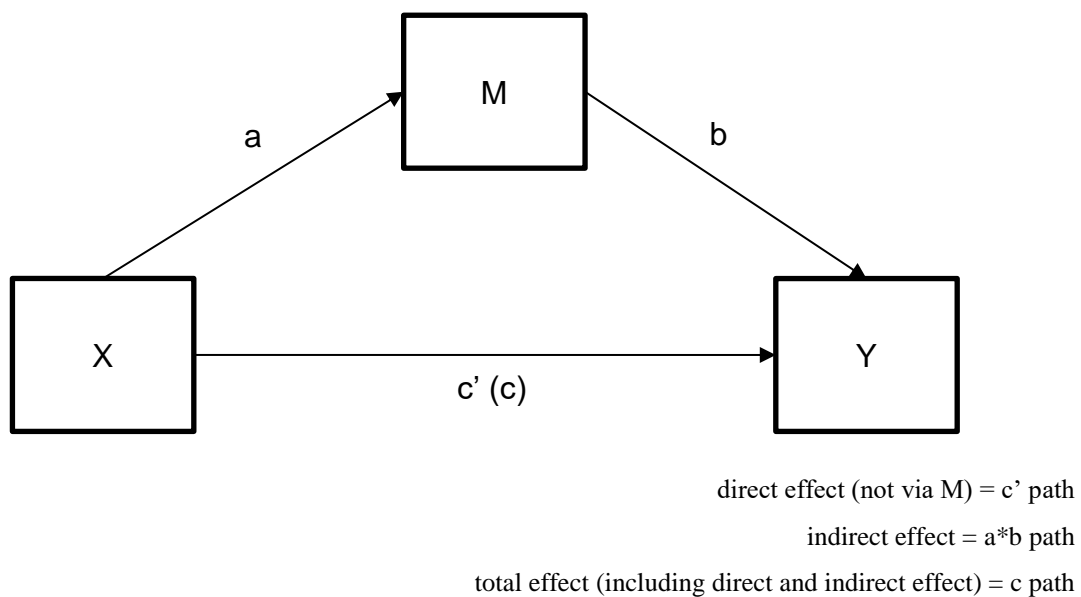 M
a
b
X
Y
c’ (c)
direct effect (not via M) = c’ path
indirect effect = a*b path
total effect (including direct and indirect effect) = c path